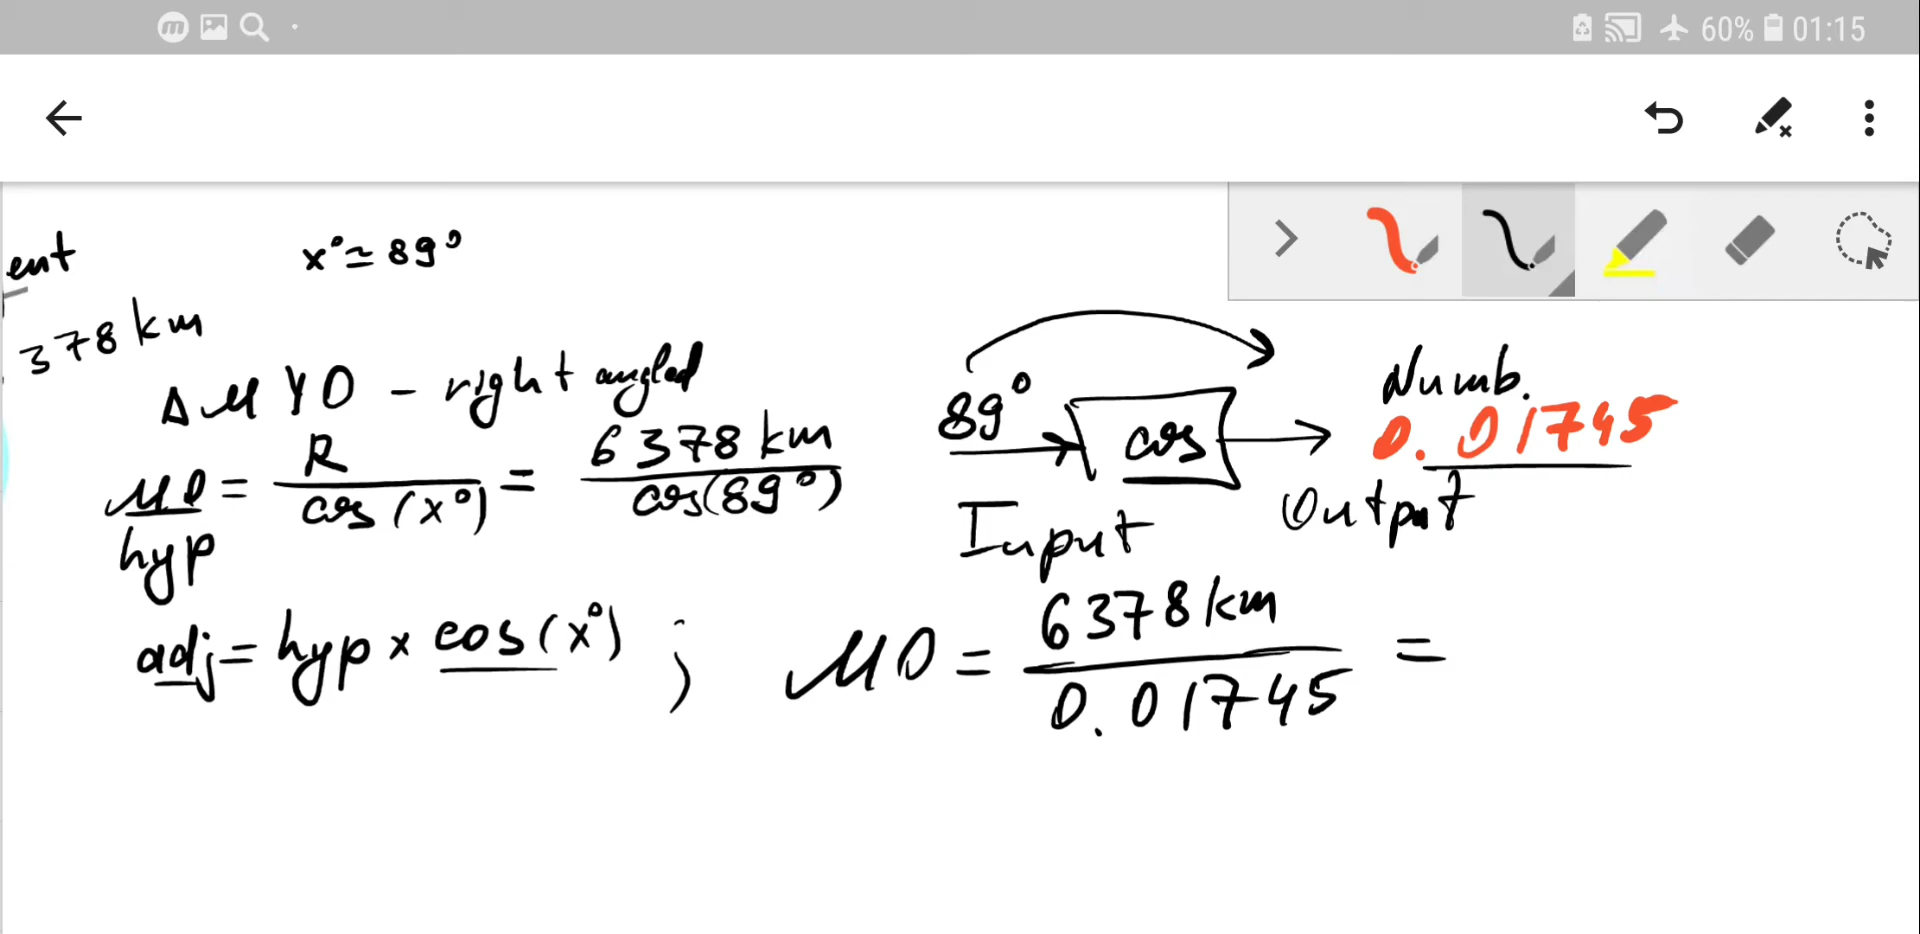 60% 01:15
ent
x° ≃ 89°
378 km
Δ MYO - right angled
MO = R / cos(x°) = 6378 km / cos(89°)
hyp
adj = hyp × cos(x°) ;
89° cos Numb. 0.01745
Input Output
MO = 6378 km / 0.01745 =